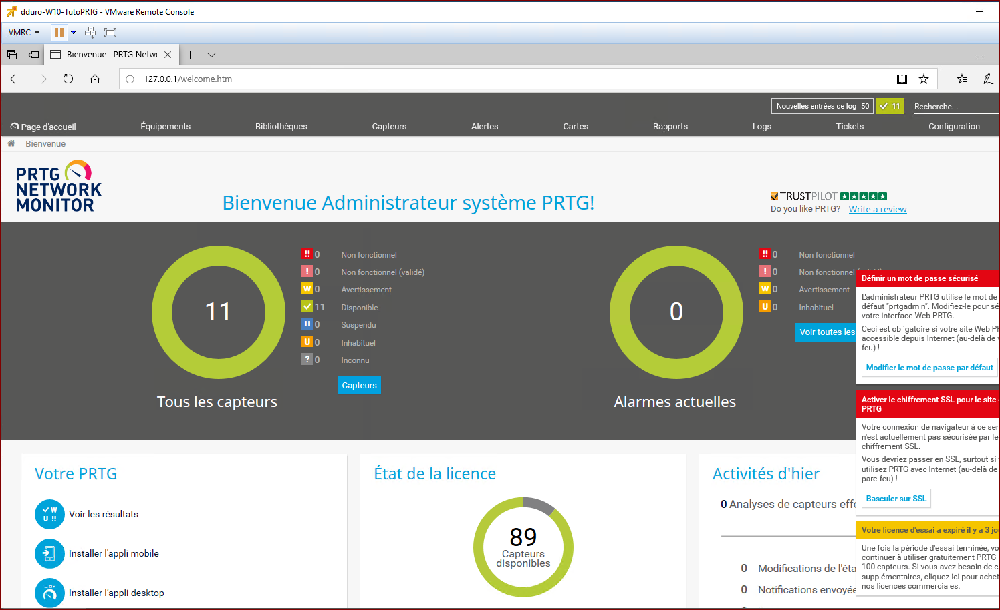 dduro-W10-TutoPRTG - VMware Remote Console
VMRC
Bienvenue | PRTG Netw
127.0.0.1/welcome.htm
Nouvelles entrées de log 50
11
Recherche...
Page d'accueil
Équipements
Bibliothèques
Capteurs
Alertes
Cartes
Rapports
Logs
Tickets
Configuration
Bienvenue
PRTG
NETWORK
MONITOR
Bienvenue Administrateur système PRTG!
TRUSTPILOT
Do you like PRTG? Write a review
11
Tous les capteurs
!! 0 Non fonctionnel
! 0 Non fonctionnel (validé)
W 0 Avertissement
11 Disponible
0 Suspendu
U 0 Inhabituel
? 0 Inconnu
Capteurs
0
Alarmes actuelles
!! 0 Non fonctionnel
! 0 Non fonctionnel
W 0 Avertissement
U 0 Inhabituel
Voir toutes les
Définir un mot de passe sécurisé
L'administrateur PRTG utilise le mot de
défaut "prtgadmin". Modifiez-le pour sé
votre interface Web PRTG.
Ceci est obligatoire si votre site Web PR
accessible depuis Internet (au-delà de v
feu) !
Modifier le mot de passe par défaut
Activer le chiffrement SSL pour le site
PRTG
Votre connexion de navigateur à ce ser
n'est actuellement pas sécurisée par le
chiffrement SSL.
Vous devriez passer en SSL, surtout si v
utilisez PRTG avec Internet (au-delà de
pare-feu) !
Basculer sur SSL
Votre licence d'essai a expiré il y a 3 jou
Une fois la période d'essai terminée, vo
continuer à utiliser gratuitement PRTG
100 capteurs. Si vous avez besoin de ca
supplémentaires, cliquez ici pour achet
nos licences commerciales.
Votre PRTG
W
U !!
Voir les résultats
Installer l'appli mobile
Installer l'appli desktop
État de la licence
89
Capteurs
disponibles
Activités d'hier
0 Analyses de capteurs effe
0 Modifications de l'éta
0 Notifications envoyée